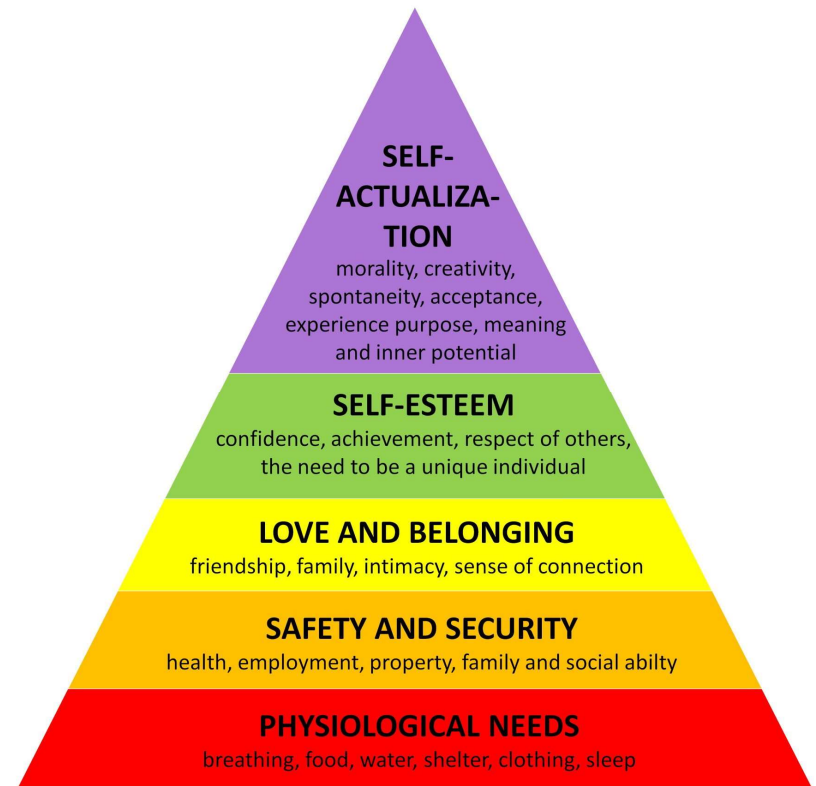 SELF-
ACTUALIZA-
TION
morality, creativity,
spontaneity, acceptance,
experience purpose, meaning
and inner potential
SELF-ESTEEM
confidence, achievement, respect of others,
the need to be a unique individual
LOVE AND BELONGING
friendship, family, intimacy, sense of connection
SAFETY AND SECURITY
health, employment, property, family and social abilty
PHYSIOLOGICAL NEEDS
breathing, food, water, shelter, clothing, sleep